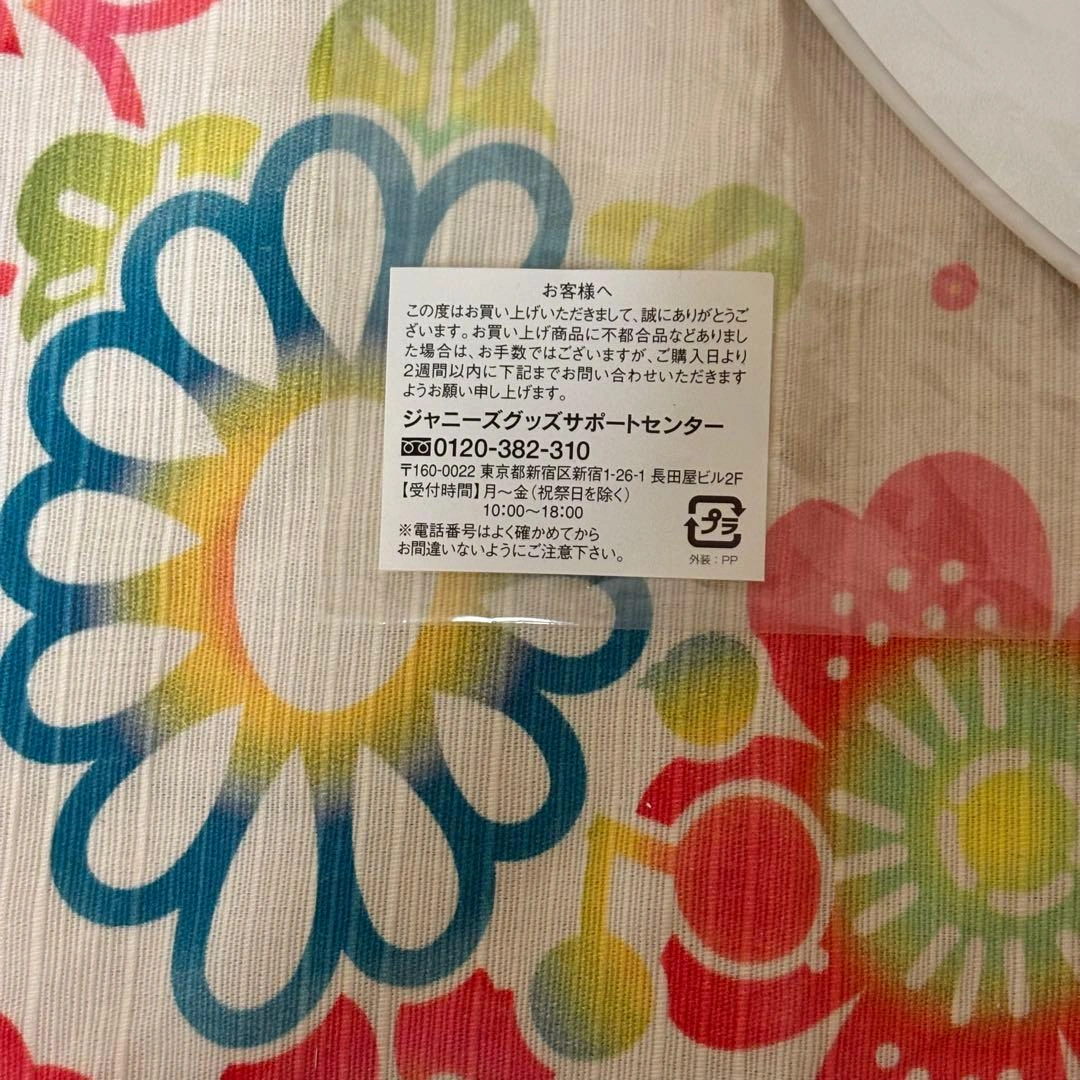 お客様へ
この度はお買い上げいただきまして、誠にありがとうござ
ざいます。お買い上げ商品に不都合品などありまし
た場合は、お手数ではございますが、ご購入日より
2週間以内に下記までお問い合わせいただきます
ようお願い申し上げます。
ジャニーズグッズサポートセンター
0120-382-310
〒160-0022 東京都新宿区新宿1-26-1 長田屋ビル2F
【受付時間】月～金(祝祭日を除く)
10:00～18:00
※電話番号はよく確かめてから
お間違いないようにご注意下さい。
プラ
外装：PP